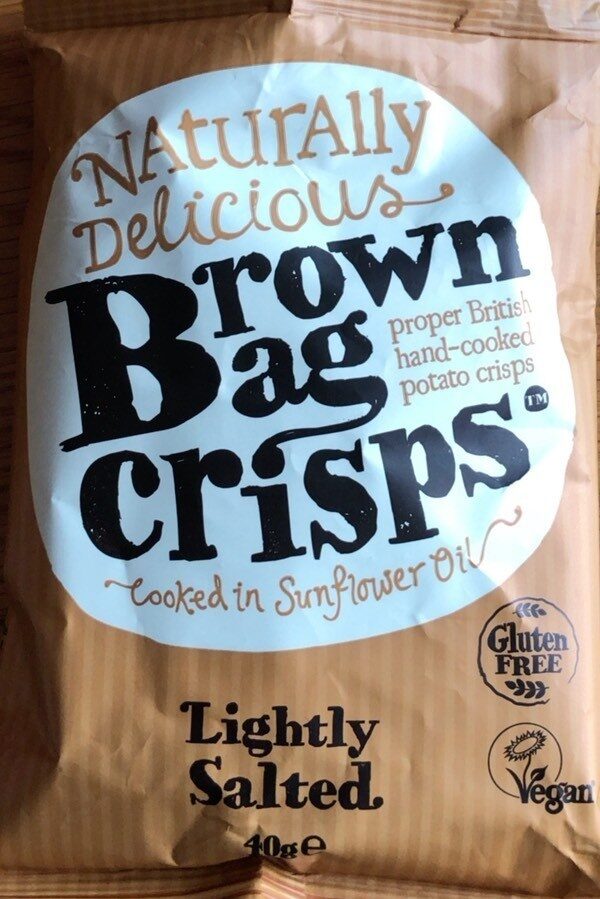 NAturAlly
Delicious
Brown
Bag
proper British
hand-cooked
potato crisps
crisps™
cooked in Sunflower Oil
Gluten
FREE
Lightly
Salted.
Vegan
40g e